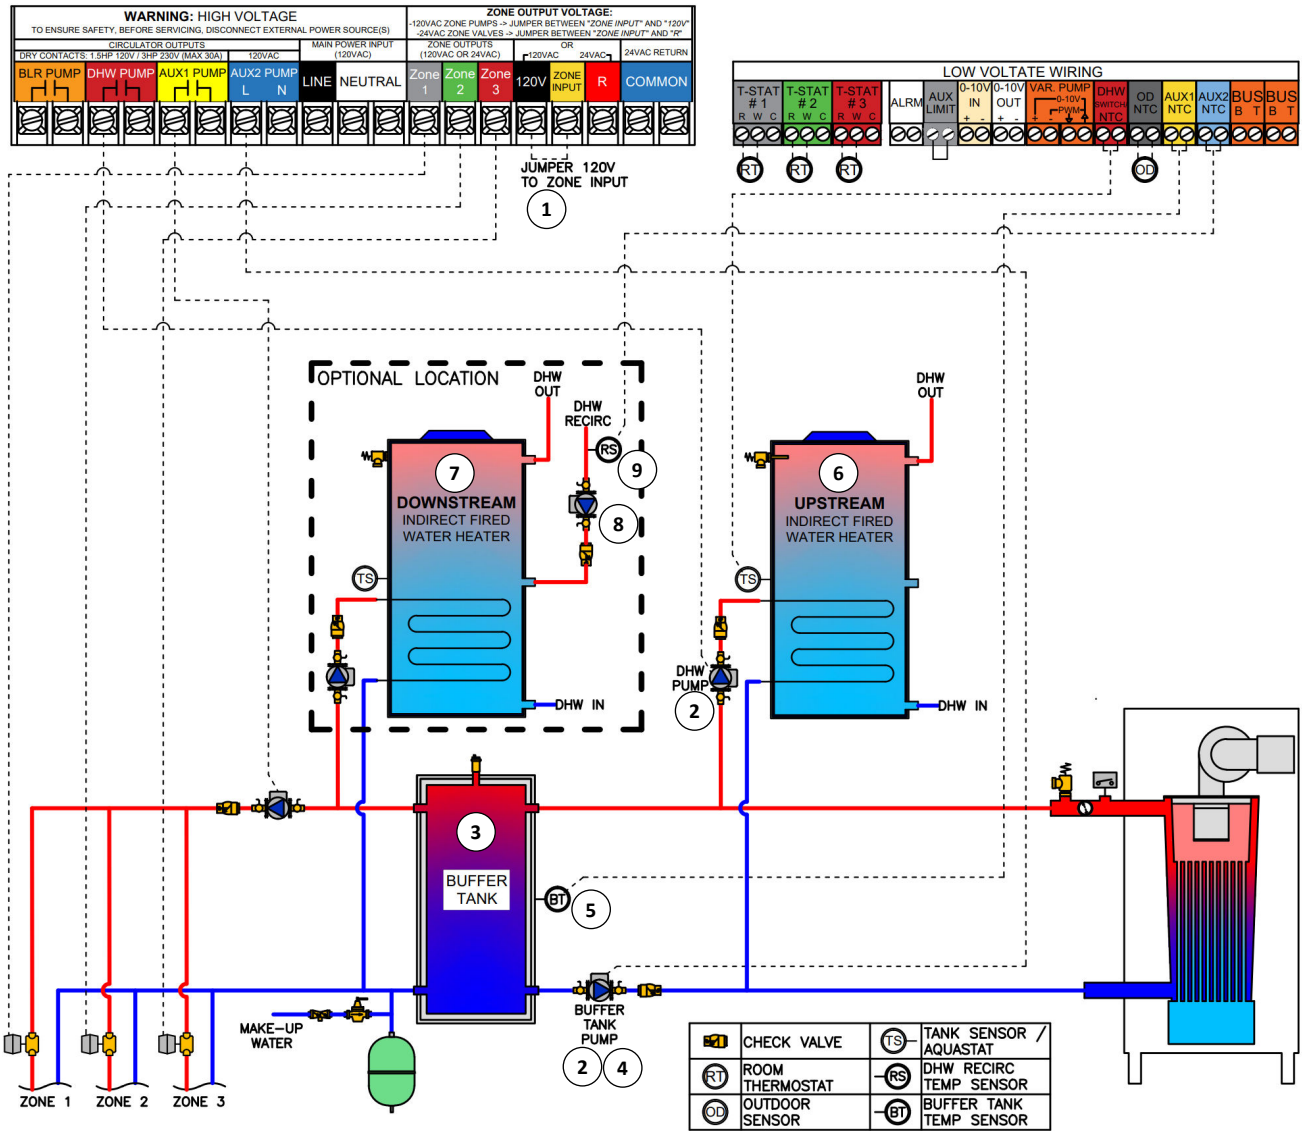 WARNING: HIGH VOLTAGE
TO ENSURE SAFETY, BEFORE SERVICING, DISCONNECT EXTERNAL POWER SOURCE(S)
ZONE OUTPUT VOLTAGE:
-120VAC ZONE PUMPS -> JUMPER BETWEEN "ZONE INPUT" AND "120V"
-24VAC ZONE VALVES -> JUMPER BETWEEN "ZONE INPUT" AND "R"
CIRCULATOR OUTPUTS
DRY CONTACTS: 1.5HP 120V / 3HP 230V (MAX 30A)
120VAC
MAIN POWER INPUT
(120VAC)
ZONE OUTPUTS
(120VAC OR 24VAC)
OR
120VAC 24VAC
24VAC RETURN
BLR PUMP
DHW PUMP
AUX1 PUMP
AUX2 PUMP
L N
LINE
NEUTRAL
Zone
1
Zone
2
Zone
3
120V
ZONE
INPUT
R
COMMON
JUMPER 120V
TO ZONE INPUT
1
LOW VOLTATE WIRING
T-STAT
# 1
R W C
T-STAT
# 2
R W C
T-STAT
# 3
R W C
ALRM
AUX
LIMIT
0-10V
IN
+ -
0-10V
OUT
+ -
VAR. PUMP
0-10V
PWM
+ -
DHW
SWITCH/
NTC
OD
NTC
AUX1
NTC
AUX2
NTC
BUS
B T
BUS
B T
RT
RT
RT
OD
OPTIONAL LOCATION
DHW
OUT
DHW
RECIRC
RS
9
7
DOWNSTREAM
INDIRECT FIRED
WATER HEATER
8
TS
DHW IN
DHW
OUT
6
UPSTREAM
INDIRECT FIRED
WATER HEATER
TS
DHW
PUMP
2
DHW IN
3
BUFFER
TANK
BT
5
BUFFER
TANK
PUMP
2
4
MAKE-UP
WATER
ZONE 1
ZONE 2
ZONE 3
CHECK VALVE
TS
TANK SENSOR /
AQUASTAT
RT
ROOM
THERMOSTAT
RS
DHW RECIRC
TEMP SENSOR
OD
OUTDOOR
SENSOR
BT
BUFFER TANK
TEMP SENSOR